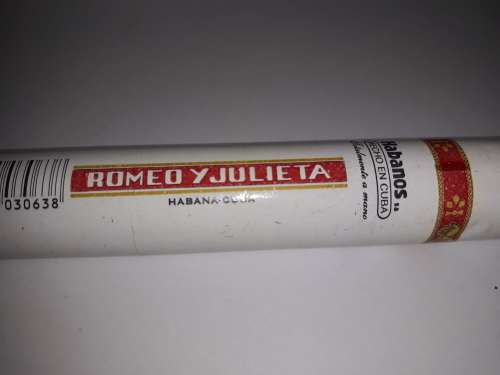 030638
ROMEO Y JULIETA
HABANA-CUBA
Habanos s.a
HECHO EN CUBA
Totalmente a mano